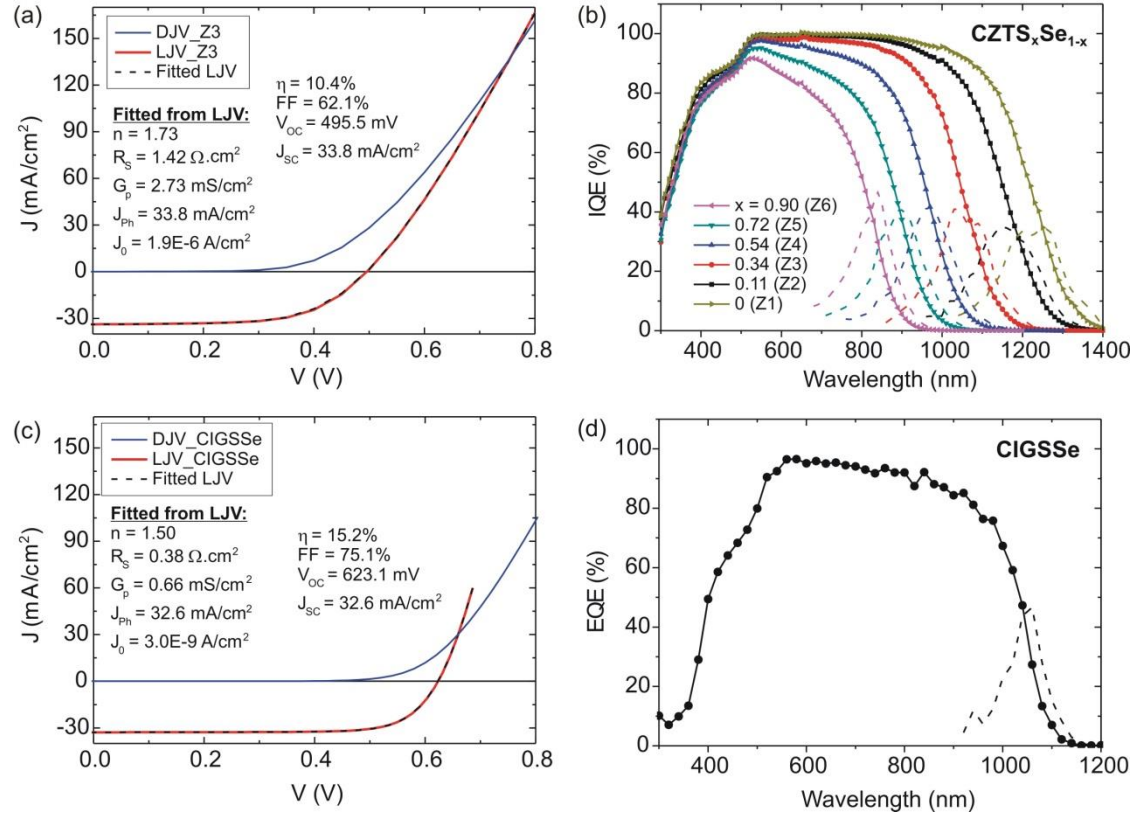 (a)
DJV_Z3
LJV_Z3
Fitted LJV
Fitted from LJV:
n = 1.73
R_S = 1.42 Ω.cm²
G_p = 2.73 mS/cm²
J_Ph = 33.8 mA/cm²
J_0 = 1.9E-6 A/cm²
η = 10.4%
FF = 62.1%
V_OC = 495.5 mV
J_SC = 33.8 mA/cm²
J (mA/cm²)
150
120
90
60
30
0
-30
0.0 0.2 0.4 0.6 0.8
V (V)
(b)
CZTS_xSe_1-x
IQE (%)
100
80
60
40
20
0
x = 0.90 (Z6)
0.72 (Z5)
0.54 (Z4)
0.34 (Z3)
0.11 (Z2)
0 (Z1)
400 600 800 1000 1200 1400
Wavelength (nm)
(c)
DJV_CIGSSe
LJV_CIGSSe
Fitted LJV
Fitted from LJV:
n = 1.50
R_S = 0.38 Ω.cm²
G_p = 0.66 mS/cm²
J_Ph = 32.6 mA/cm²
J_0 = 3.0E-9 A/cm²
η = 15.2%
FF = 75.1%
V_OC = 623.1 mV
J_SC = 32.6 mA/cm²
J (mA/cm²)
150
120
90
60
30
0
-30
0.0 0.2 0.4 0.6 0.8
V (V)
(d)
CIGSSe
EQE (%)
100
80
60
40
20
0
400 600 800 1000 1200
Wavelength (nm)